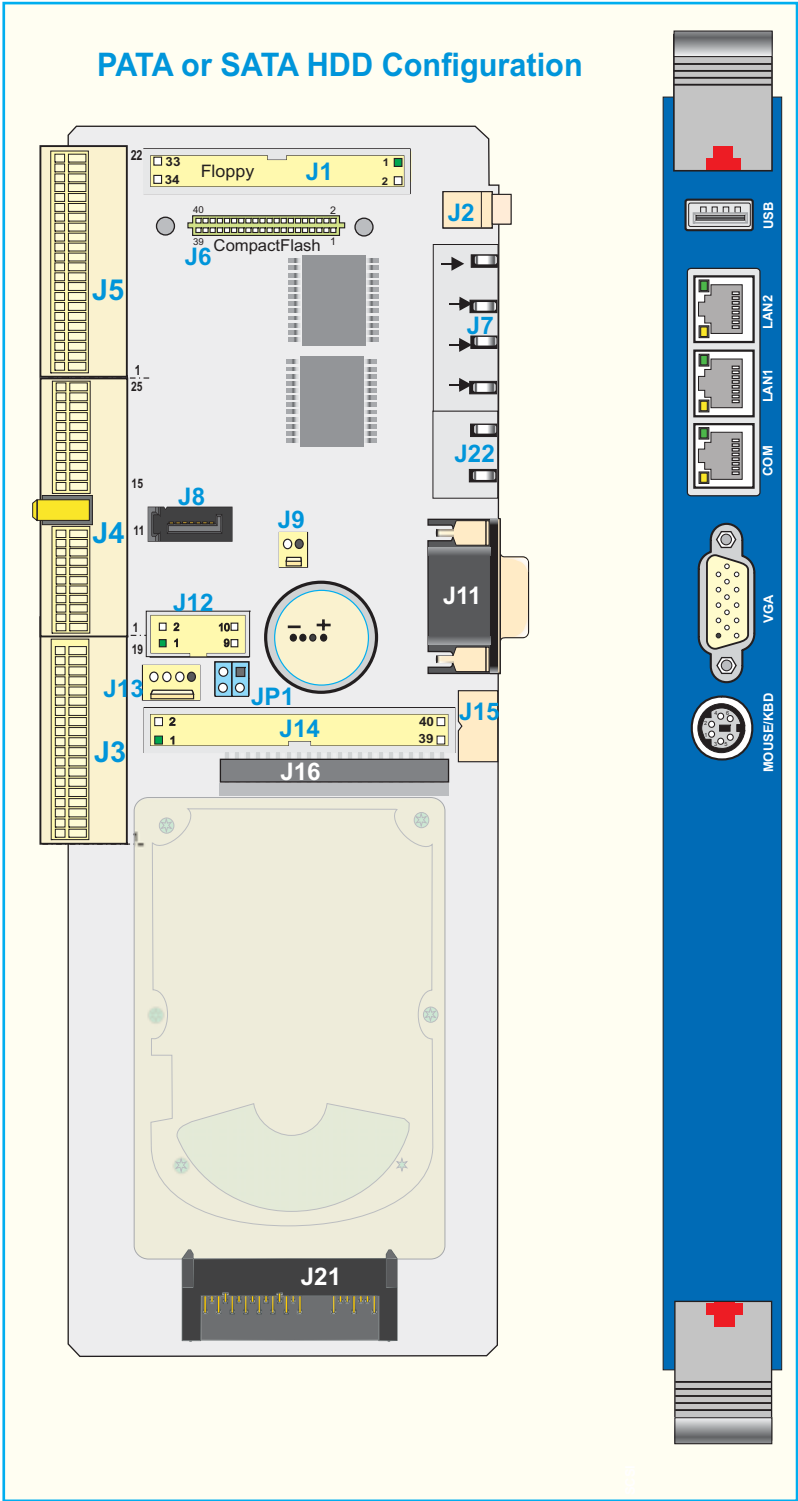 PATA or SATA HDD Configuration
22
33
Floppy
J1
1
34
2
J2
USB
40
2
39
1
J6
CompactFlash
J5
J7
LAN2
1
25
LAN1
J22
COM
15
J8
11
J9
J4
J11
VGA
J12
1
2
10
19
1
9
− +
J13
JP1
J15
MOUSE/KBD
2
J14
40
1
39
J3
J16
J21